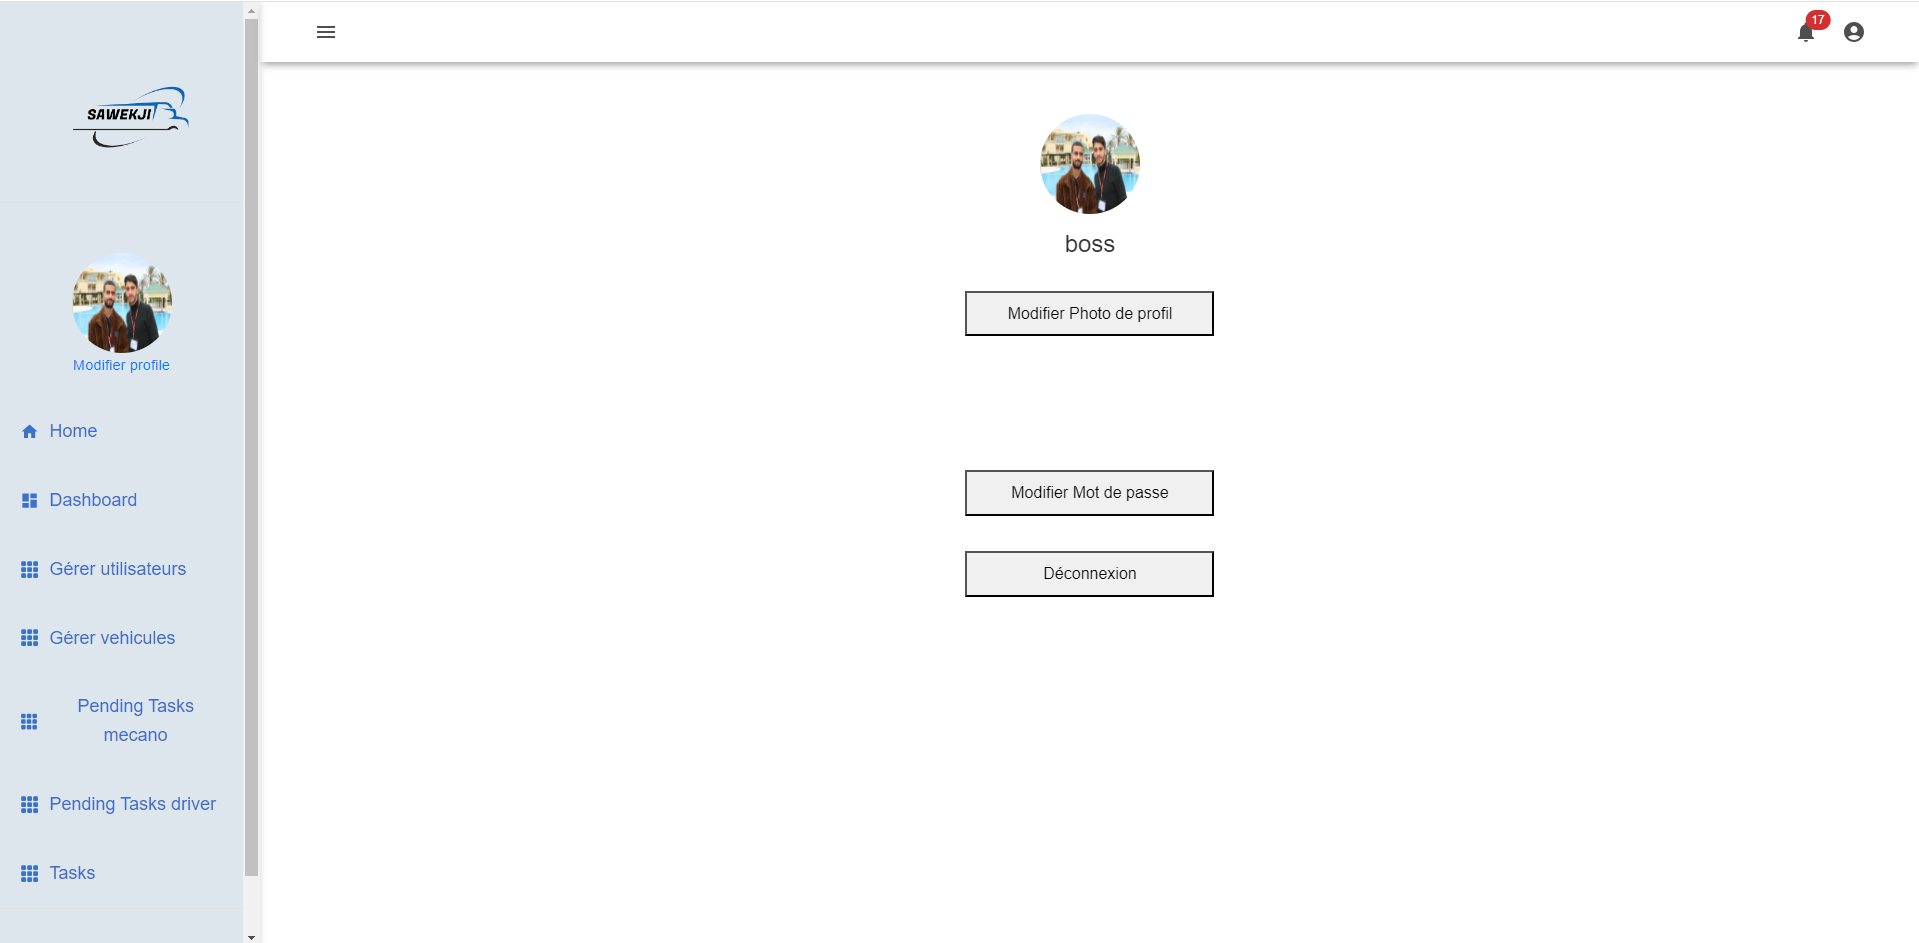 SAWEKJI
Modifier profile
Home
Dashboard
Gérer utilisateurs
Gérer vehicules
Pending Tasks
mecano
Pending Tasks driver
Tasks
17
boss
Modifier Photo de profil
Modifier Mot de passe
Déconnexion